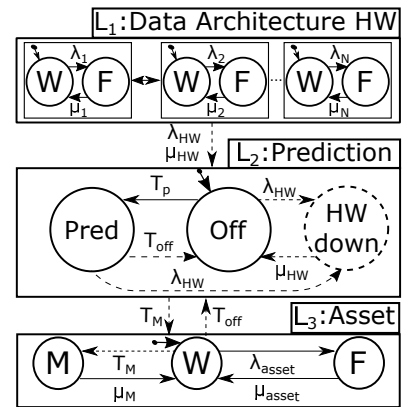 L₁:Data Architecture HW
λ₁ λ₂ λN
W F W F ... W F
μ₁ μ₂ μN
λHW
μHW
L₂:Prediction
Tp λHW
Pred Off HW
down
Toff μHW
λHW
TM Toff
L₃:Asset
M W F
TM λasset
μM μasset